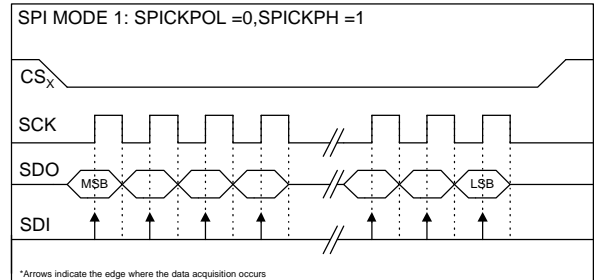 SPI MODE 1: SPICKPOL =0,SPICKPH =1
CSX
SCK
SDO
MSB
LSB
SDI
*Arrows indicate the edge where the data acquisition occurs